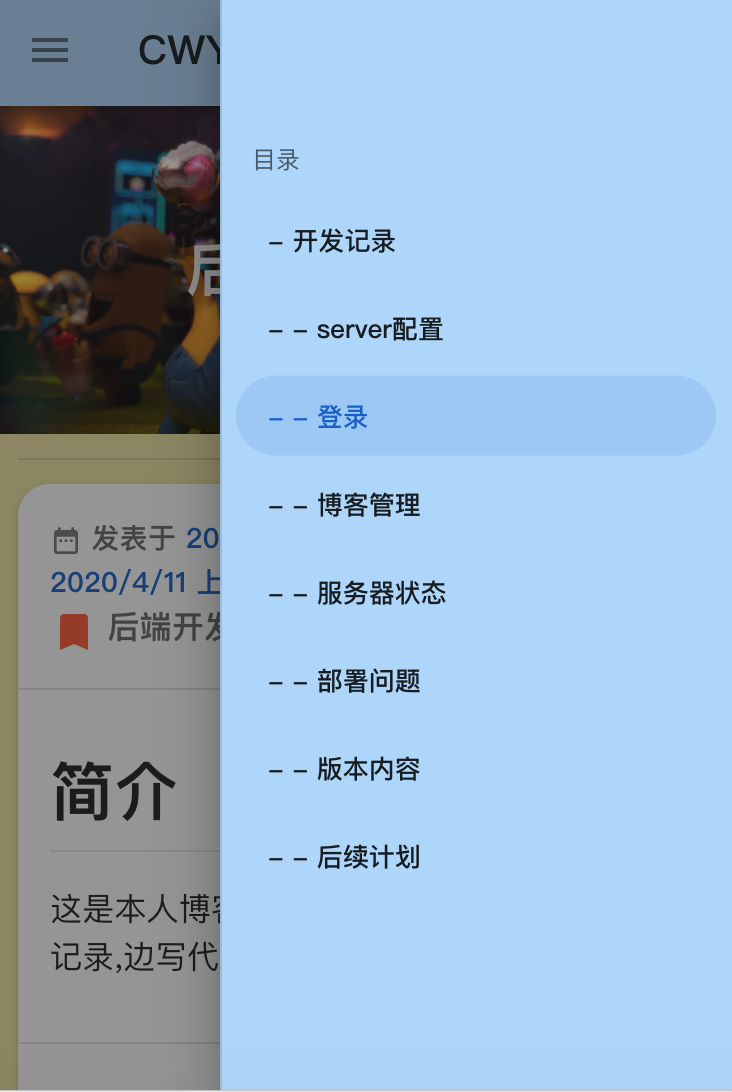 CWY
后
目录
– 开发记录
– – server配置
– – 登录
– – 博客管理
– – 服务器状态
– – 部署问题
– – 版本内容
– – 后续计划
发表于 20
2020/4/11 上
后端开发
简介
这是本人博客
记录,边写代